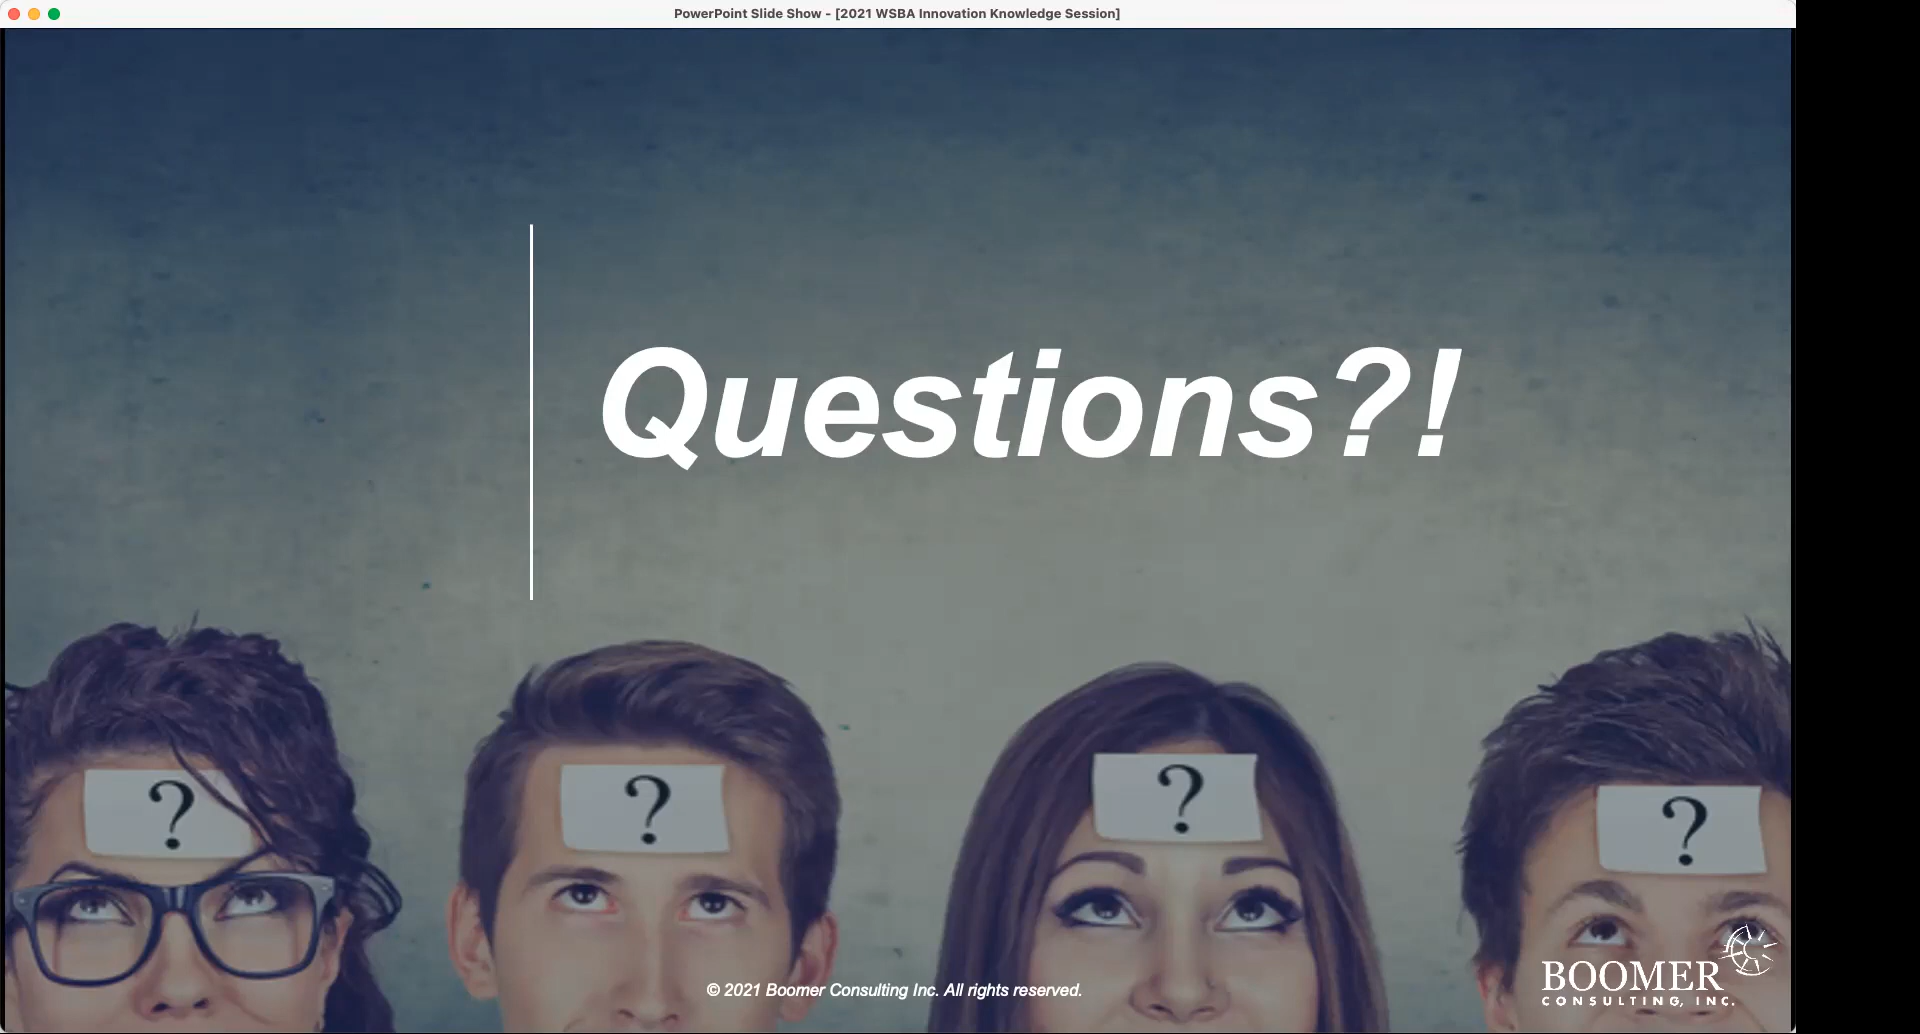 PowerPoint Slide Show - [2021 WSBA Innovation Knowledge Session]
Questions?!
?
?
?
?
© 2021 Boomer Consulting Inc. All rights reserved.
BOOMER
CONSULTING, INC.